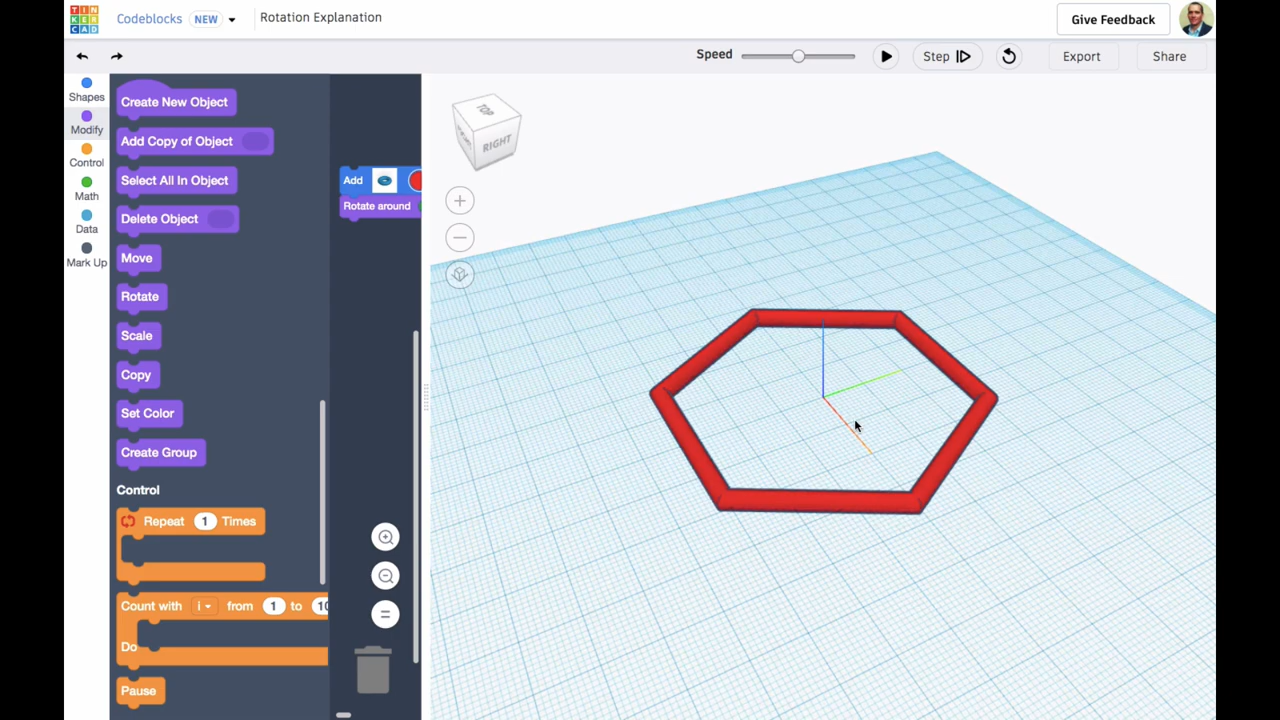 TIN
KER
CAD
Codeblocks NEW
Rotation Explanation
Give Feedback
Speed
Step
Export
Share
Shapes
Modify
Control
Math
Data
Mark Up
Create New Object
Add Copy of Object
Select All In Object
Delete Object
Move
Rotate
Scale
Copy
Set Color
Create Group
Control
Repeat 1 Times
Count with i from 1 to 10
Do
Pause
Add
Rotate around
TOP
RIGHT